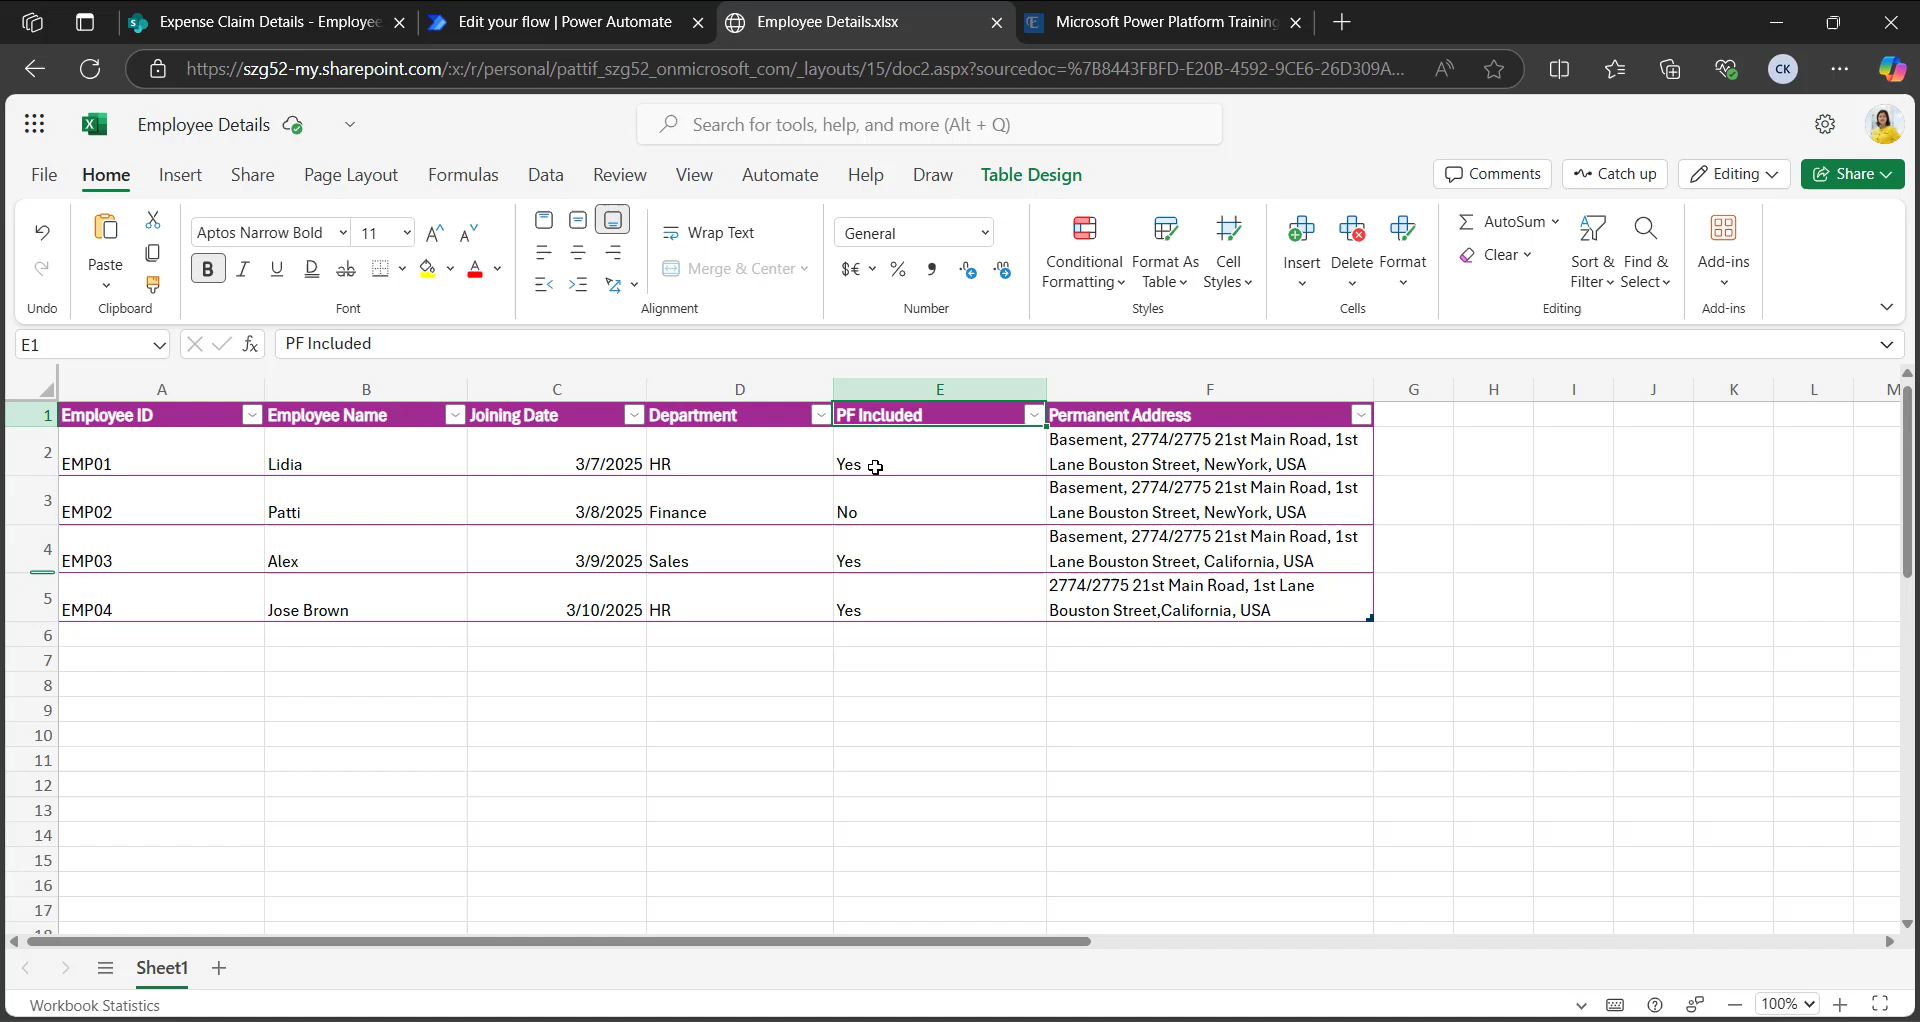 Expense Claim Details - Employee
Edit your flow | Power Automate
Employee Details.xlsx
Microsoft Power Platform Training
https://szg52-my.sharepoint.com/:x:/r/personal/pattif_szg52_onmicrosoft_com/_layouts/15/doc2.aspx?sourcedoc=%7B8443FBFD-E20B-4592-9CE6-26D309A...
CK
Employee Details
Search for tools, help, and more (Alt + Q)
File Home Insert Share Page Layout Formulas Data Review View Automate Help Draw Table Design
Comments Catch up Editing Share
Paste
Aptos Narrow Bold 11
Wrap Text
Merge & Center
General
Conditional Formatting
Format As Table
Cell Styles
Insert Delete Format
AutoSum
Clear
Sort & Filter
Find & Select
Add-ins
Undo Clipboard Font Alignment Number Styles Cells Editing Add-ins
E1 fx PF Included
A B C D E F G H I J K L M
1 Employee ID Employee Name Joining Date Department PF Included Permanent Address
2 EMP01 Lidia 3/7/2025 HR Yes Basement, 2774/2775 21st Main Road, 1st
Lane Bouston Street, NewYork, USA
3 EMP02 Patti 3/8/2025 Finance No Basement, 2774/2775 21st Main Road, 1st
Lane Bouston Street, NewYork, USA
4 EMP03 Alex 3/9/2025 Sales Yes Basement, 2774/2775 21st Main Road, 1st
Lane Bouston Street, California, USA
5 EMP04 Jose Brown 3/10/2025 HR Yes 2774/2775 21st Main Road, 1st Lane
Bouston Street,California, USA
6
7
8
9
10
11
12
13
14
15
16
17
18
Sheet1
Workbook Statistics
100%